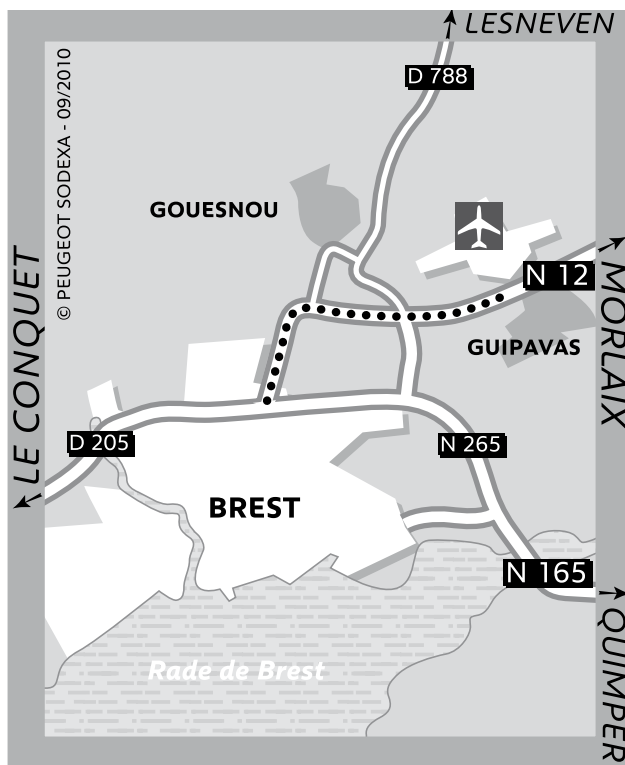 LESNEVEN
D 788
© PEUGEOT SODEXA - 09/2010
GOUESNOU
N 12
LE CONQUET
MORLAIX
GUIPAVAS
D 205
N 265
BREST
N 165
QUIMPER
Rade de Brest